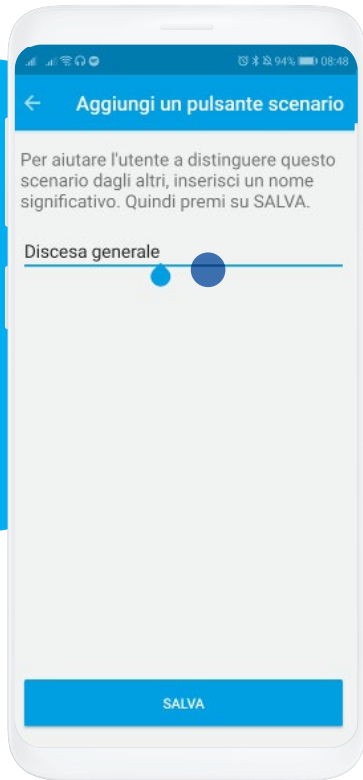 94% 08:48
Aggiungi un pulsante scenario
Per aiutare l'utente a distinguere questo
scenario dagli altri, inserisci un nome
significativo. Quindi premi su SALVA.
Discesa generale
SALVA